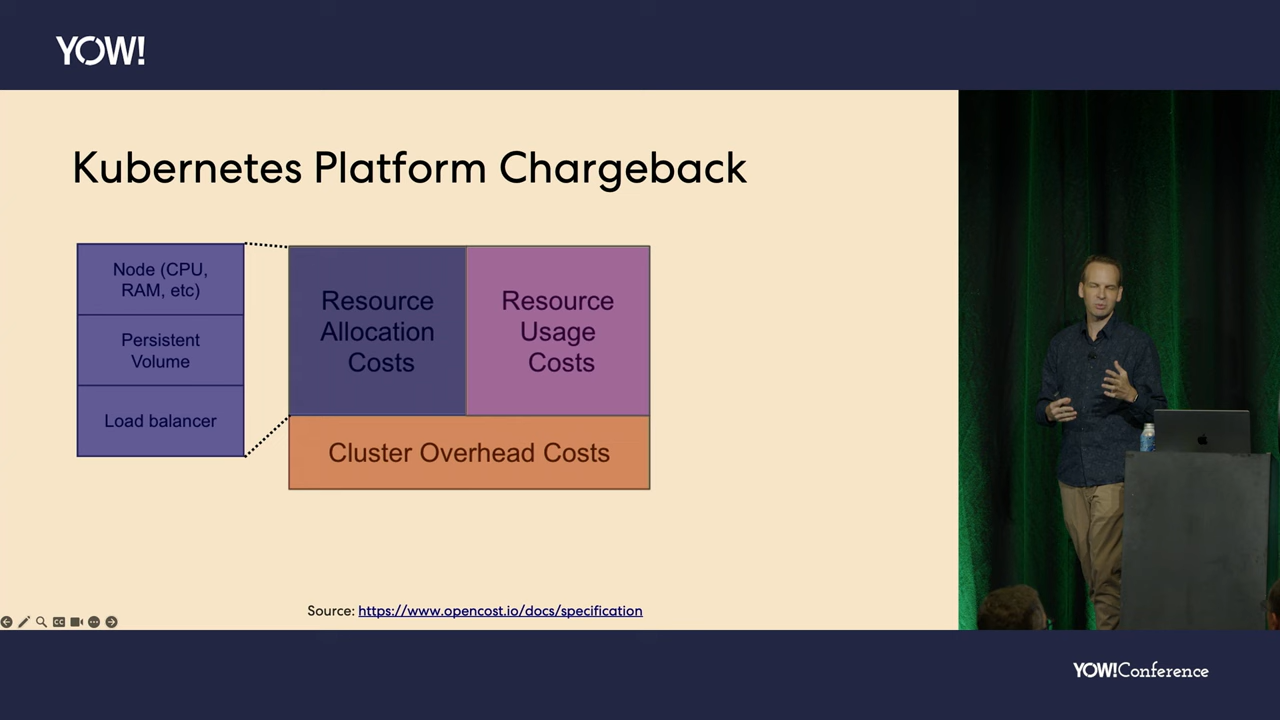 YOW!
Kubernetes Platform Chargeback
Node (CPU,
RAM, etc)
Persistent
Volume
Load balancer
Resource
Allocation
Costs
Resource
Usage
Costs
Cluster Overhead Costs
Source: https://www.opencost.io/docs/specification
CC
YOW!Conference